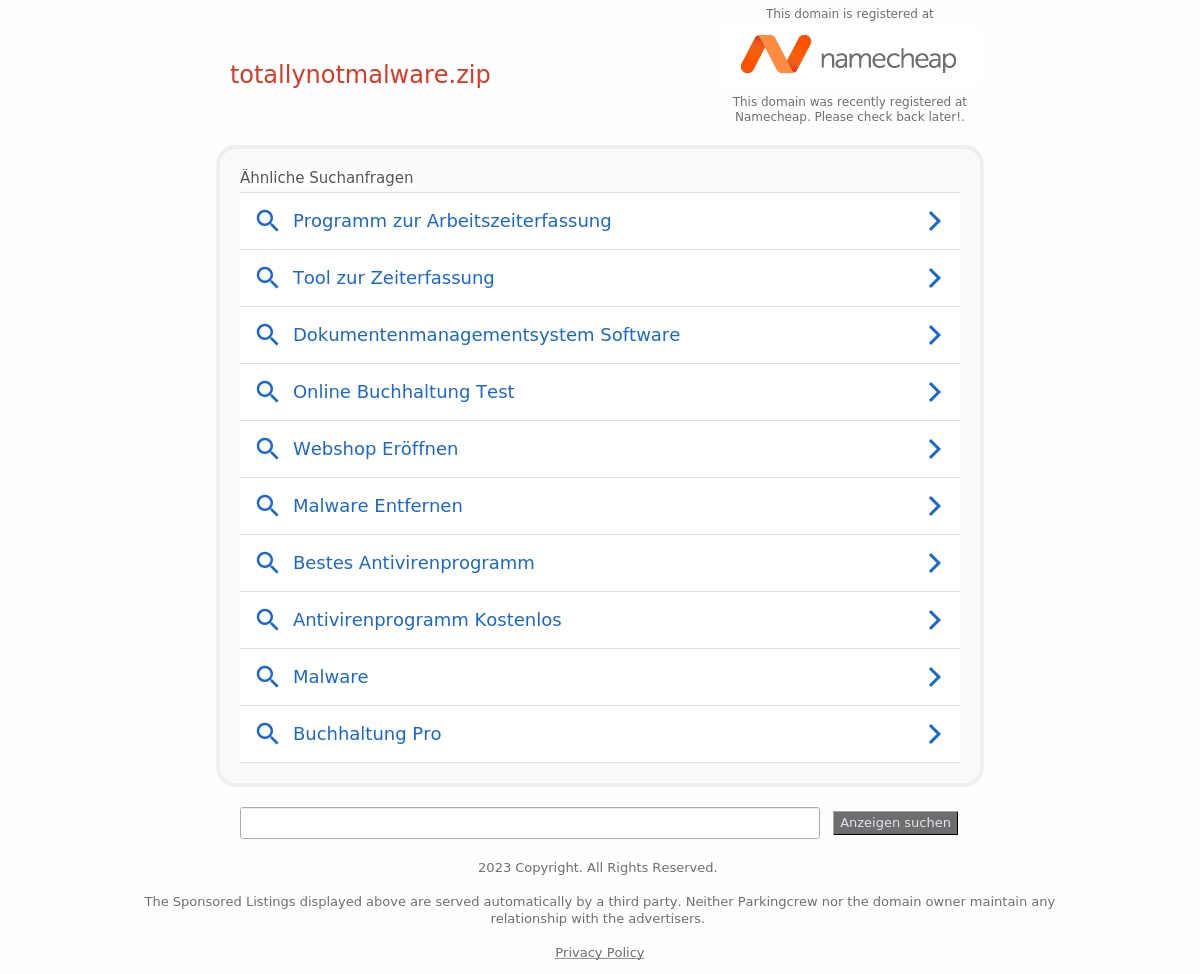 This domain is registered at
namecheap
totallynotmalware.zip
This domain was recently registered at
Namecheap. Please check back later!.
Ähnliche Suchanfragen
Programm zur Arbeitszeiterfassung
Tool zur Zeiterfassung
Dokumentenmanagementsystem Software
Online Buchhaltung Test
Webshop Eröffnen
Malware Entfernen
Bestes Antivirenprogramm
Antivirenprogramm Kostenlos
Malware
Buchhaltung Pro
Anzeigen suchen
2023 Copyright. All Rights Reserved.
The Sponsored Listings displayed above are served automatically by a third party. Neither Parkingcrew nor the domain owner maintain any
relationship with the advertisers.
Privacy Policy